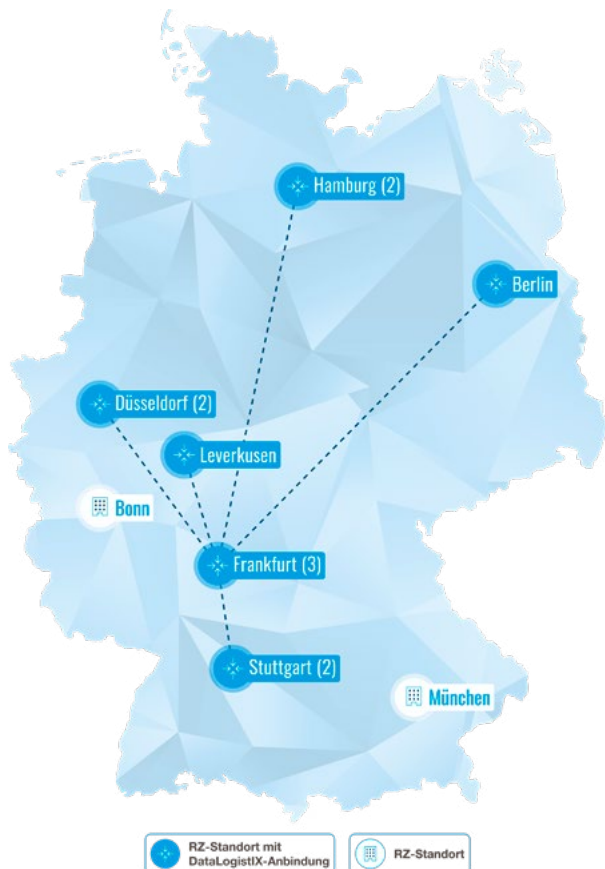 Hamburg (2)
Berlin
Düsseldorf (2)
Leverkusen
Bonn
Frankfurt (3)
Stuttgart (2)
München
RZ-Standort mit
DataLogistIX-Anbindung
RZ-Standort